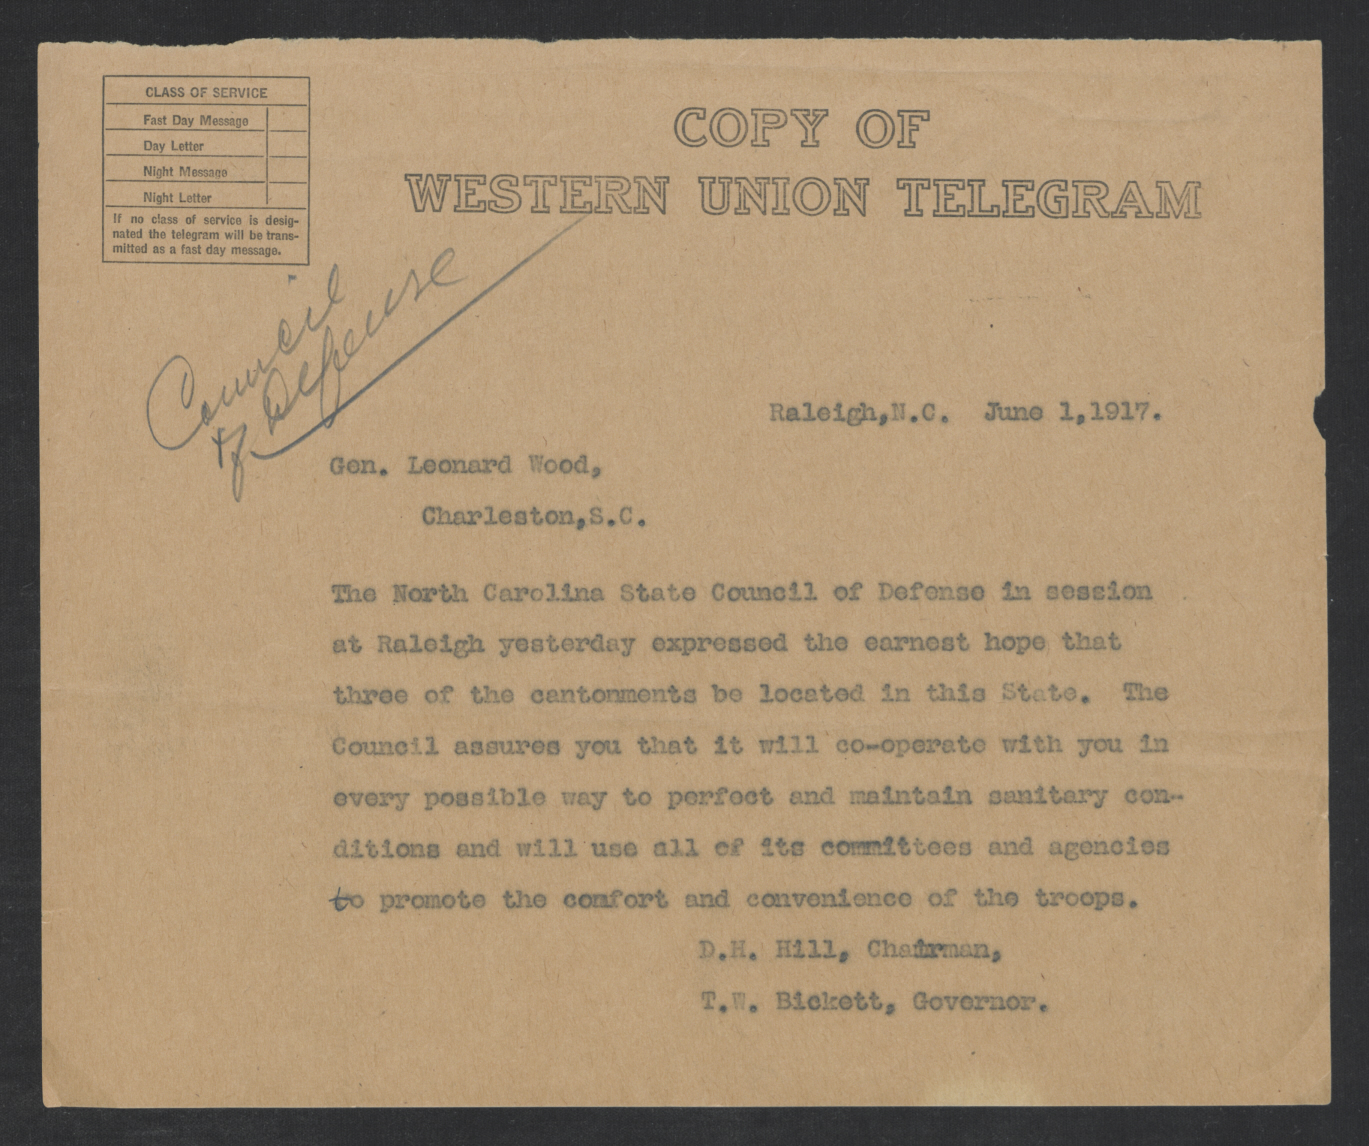 CLASS OF SERVICE
Fast Day Message
Day Letter
Night Message
Night Letter
If no class of service is desig-
nated the telegram will be trans-
mitted as a fast day message.
COPY OF
WESTERN UNION TELEGRAM
Council
of Defense
Raleigh,N.C. June 1,1917.
Gen. Leonard Wood,
Charleston,S.C.
The North Carolina State Council of Defense in session
at Raleigh yesterday expressed the earnest hope that
three of the cantonments be located in this State. The
Council assures you that it will co-operate with you in
every possible way to perfect and maintain sanitary con-
ditions and will use all of its committees and agencies
to promote the comfort and convenience of the troops.
D.H. Hill, Chairman,
T.W. Bickett, Governor.